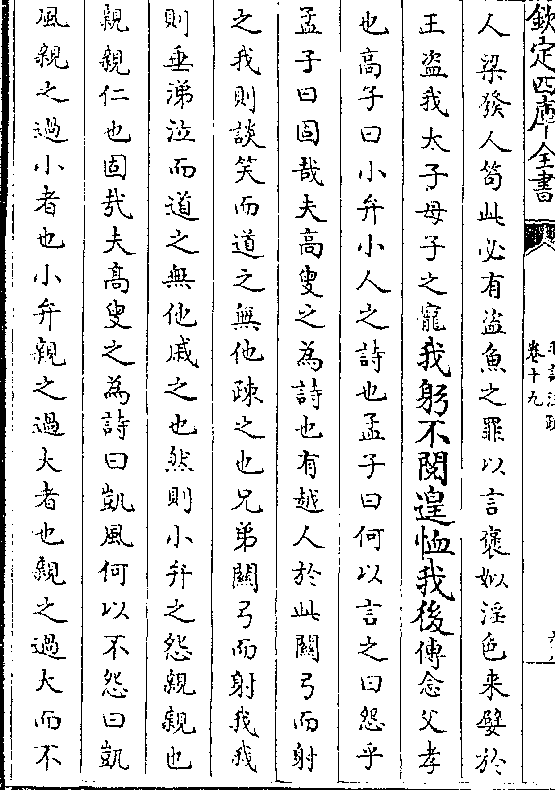 欽定四庫全書
卷十九
人梁發人笱此必有盗魚之罪以言褒姒淫色来嬖於
王盗我太子母子之寵我躬不閱遑恤我後傳念父孝
也高子曰小弁小人之詩也孟子曰何以言之曰怨乎
孟子曰固哉夫高叟之為詩也有越人於此關弓而射
之我則談笑而道之無他疎之也兄弟關弓而射我我
則垂涕泣而道之無他戚之也然則小弁之怨親親也
親親仁也固哉夫髙叟之為詩曰凱風何以不怨曰凱
風親之過小者也小弁親之過大者也親之過大而不